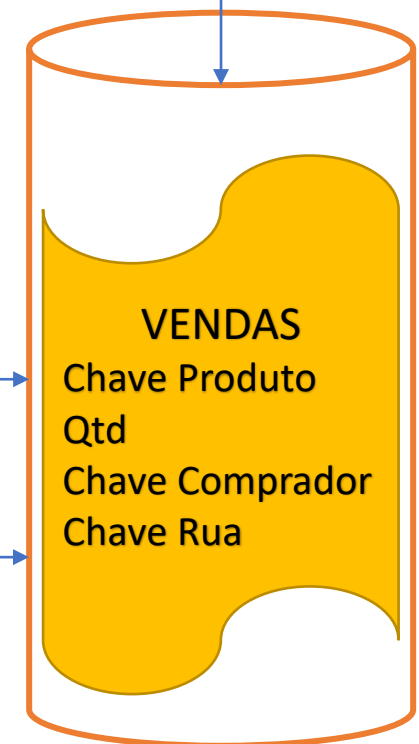 VENDAS
Chave Produto
Qtd
Chave Comprador
Chave Rua